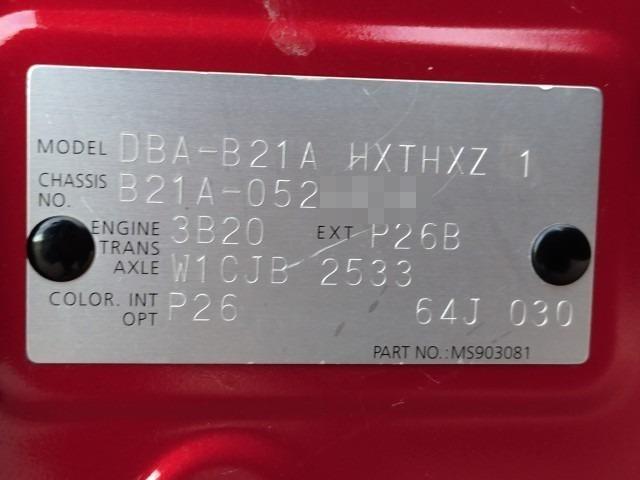 MODEL DBA-B21A HXTHXZ 1
CHASSIS NO. B21A-052
ENGINE 3B20 EXT P26B
TRANS AXLE W1CJB 2533
COLOR. INT OPT P26 64J 030
PART NO.: MS903081